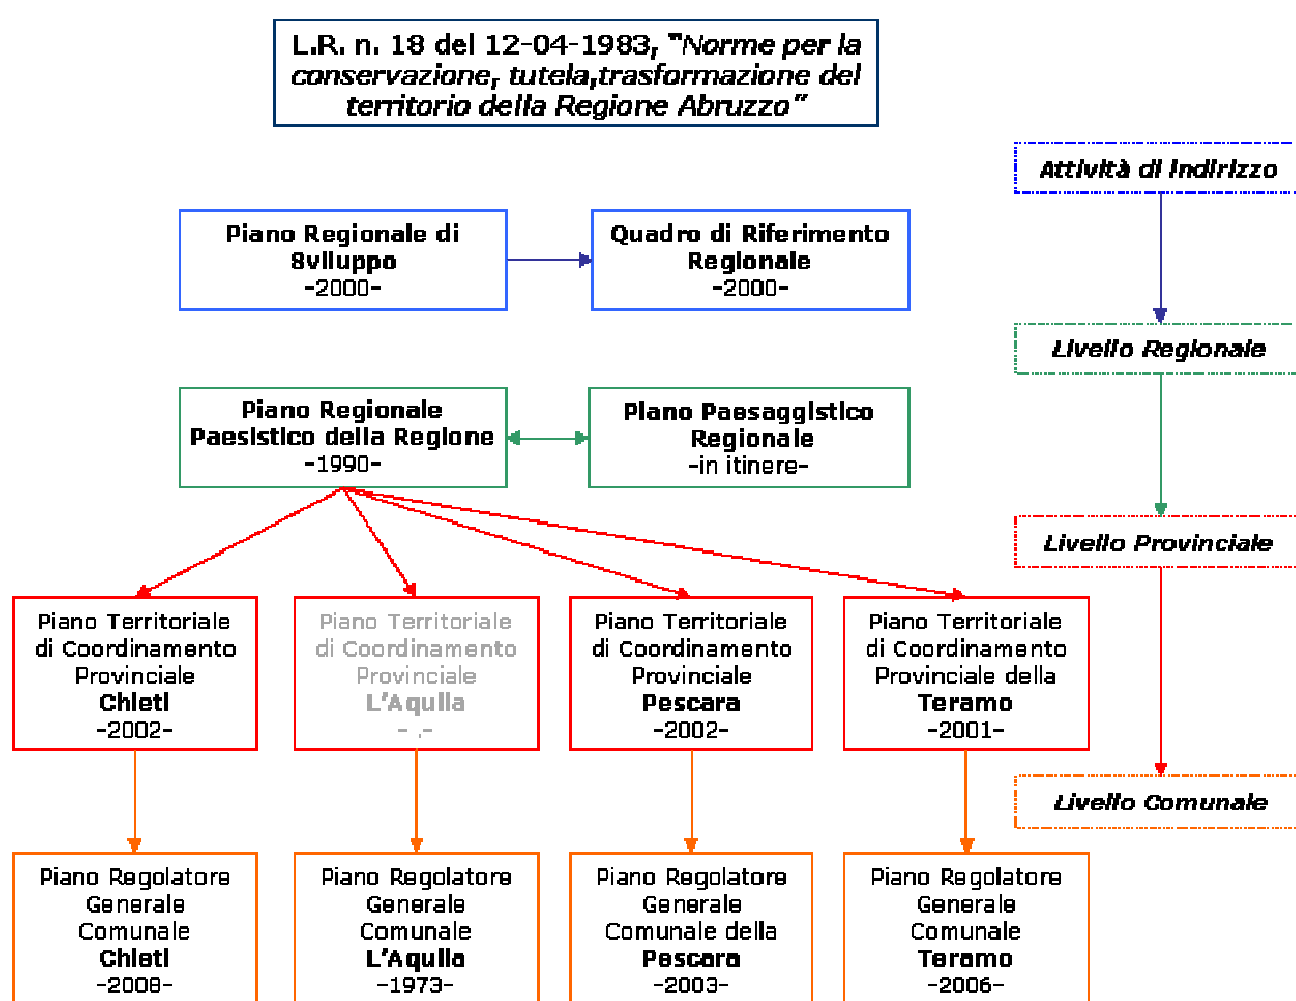 L.R. n. 18 del 12-04-1983, "Norme per la
conservazione, tutela,trasformazione del
territorio della Regione Abruzzo"
Attività di indirizzo
Piano Regionale di
Sviluppo
-2000-
Quadro di Riferimento
Regionale
-2000-
Livello Regionale
Piano Regionale
Paesistico della Regione
-1990-
Piano Paesaggistico
Regionale
-in itinere-
Livello Provinciale
Piano Territoriale
di Coordinamento
Provinciale
Chieti
-2002-
Piano Territoriale
di Coordinamento
Provinciale
L'Aquila
- .-
Piano Territoriale
di Coordinamento
Provinciale
Pescara
-2002-
Piano Territoriale
di Coordinamento
Provinciale della
Teramo
-2001-
Livello Comunale
Piano Regolatore
Generale
Comunale
Chieti
-2008-
Piano Regolatore
Generale
Comunale
L'Aquila
-1973-
Piano Regolatore
Generale
Comunale della
Pescara
-2003-
Piano Regolatore
Generale
Comunale
Teramo
-2006-